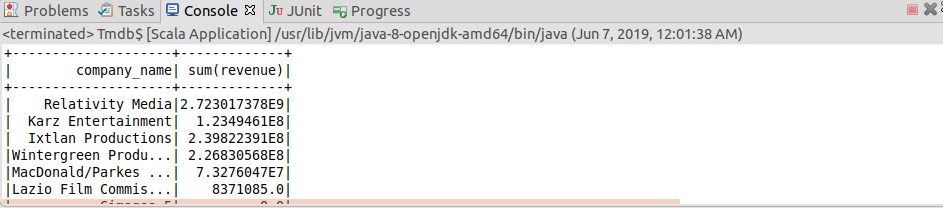 Problems Tasks Console JUnit Progress
<terminated> Tmdb$ [Scala Application] /usr/lib/jvm/java-8-openjdk-amd64/bin/java (Jun 7, 2019, 12:01:38 AM)
+-------------------+-------------+
|       company_name| sum(revenue)|
+-------------------+-------------+
|   Relativity Media|2.723017378E9|
| Karz Entertainment|  1.2349461E8|
| Ixtlan Productions| 2.39822391E8|
|Wintergreen Produ...| 2.26830568E8|
|MacDonald/Parkes ...|  7.3276047E7|
|Lazio Film Commis...|    8371085.0|